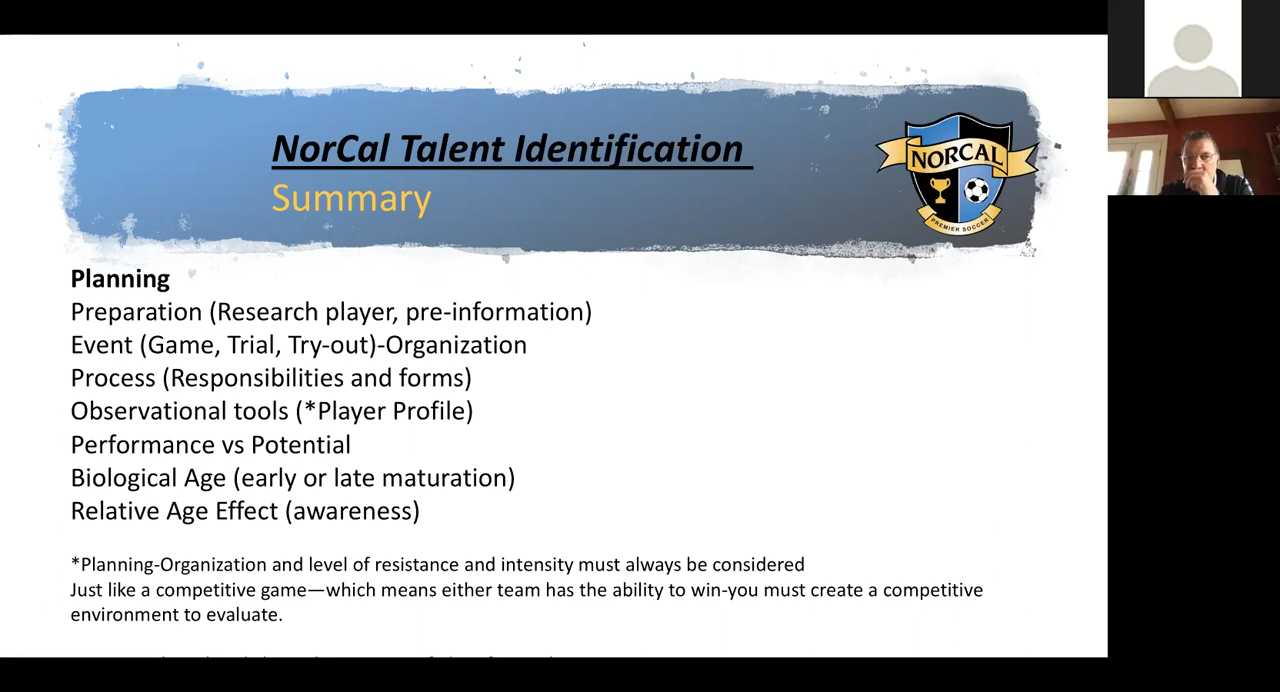 NorCal Talent Identification
Summary
NORCAL
PREMIER SOCCER
Planning
Preparation (Research player, pre-information)
Event (Game, Trial, Try-out)-Organization
Process (Responsibilities and forms)
Observational tools (*Player Profile)
Performance vs Potential
Biological Age (early or late maturation)
Relative Age Effect (awareness)
*Planning-Organization and level of resistance and intensity must always be considered
Just like a competitive game—which means either team has the ability to win-you must create a competitive
environment to evaluate.